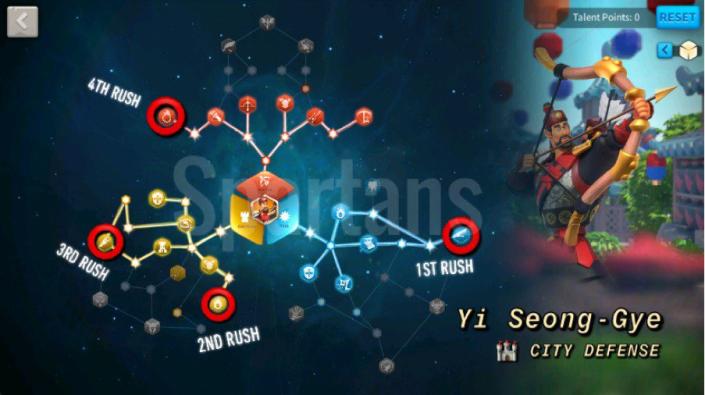 Talent Points: 0
RESET
4TH RUSH
Spartans
3RD RUSH
1ST RUSH
2ND RUSH
Yi Seong-Gye
CITY DEFENSE